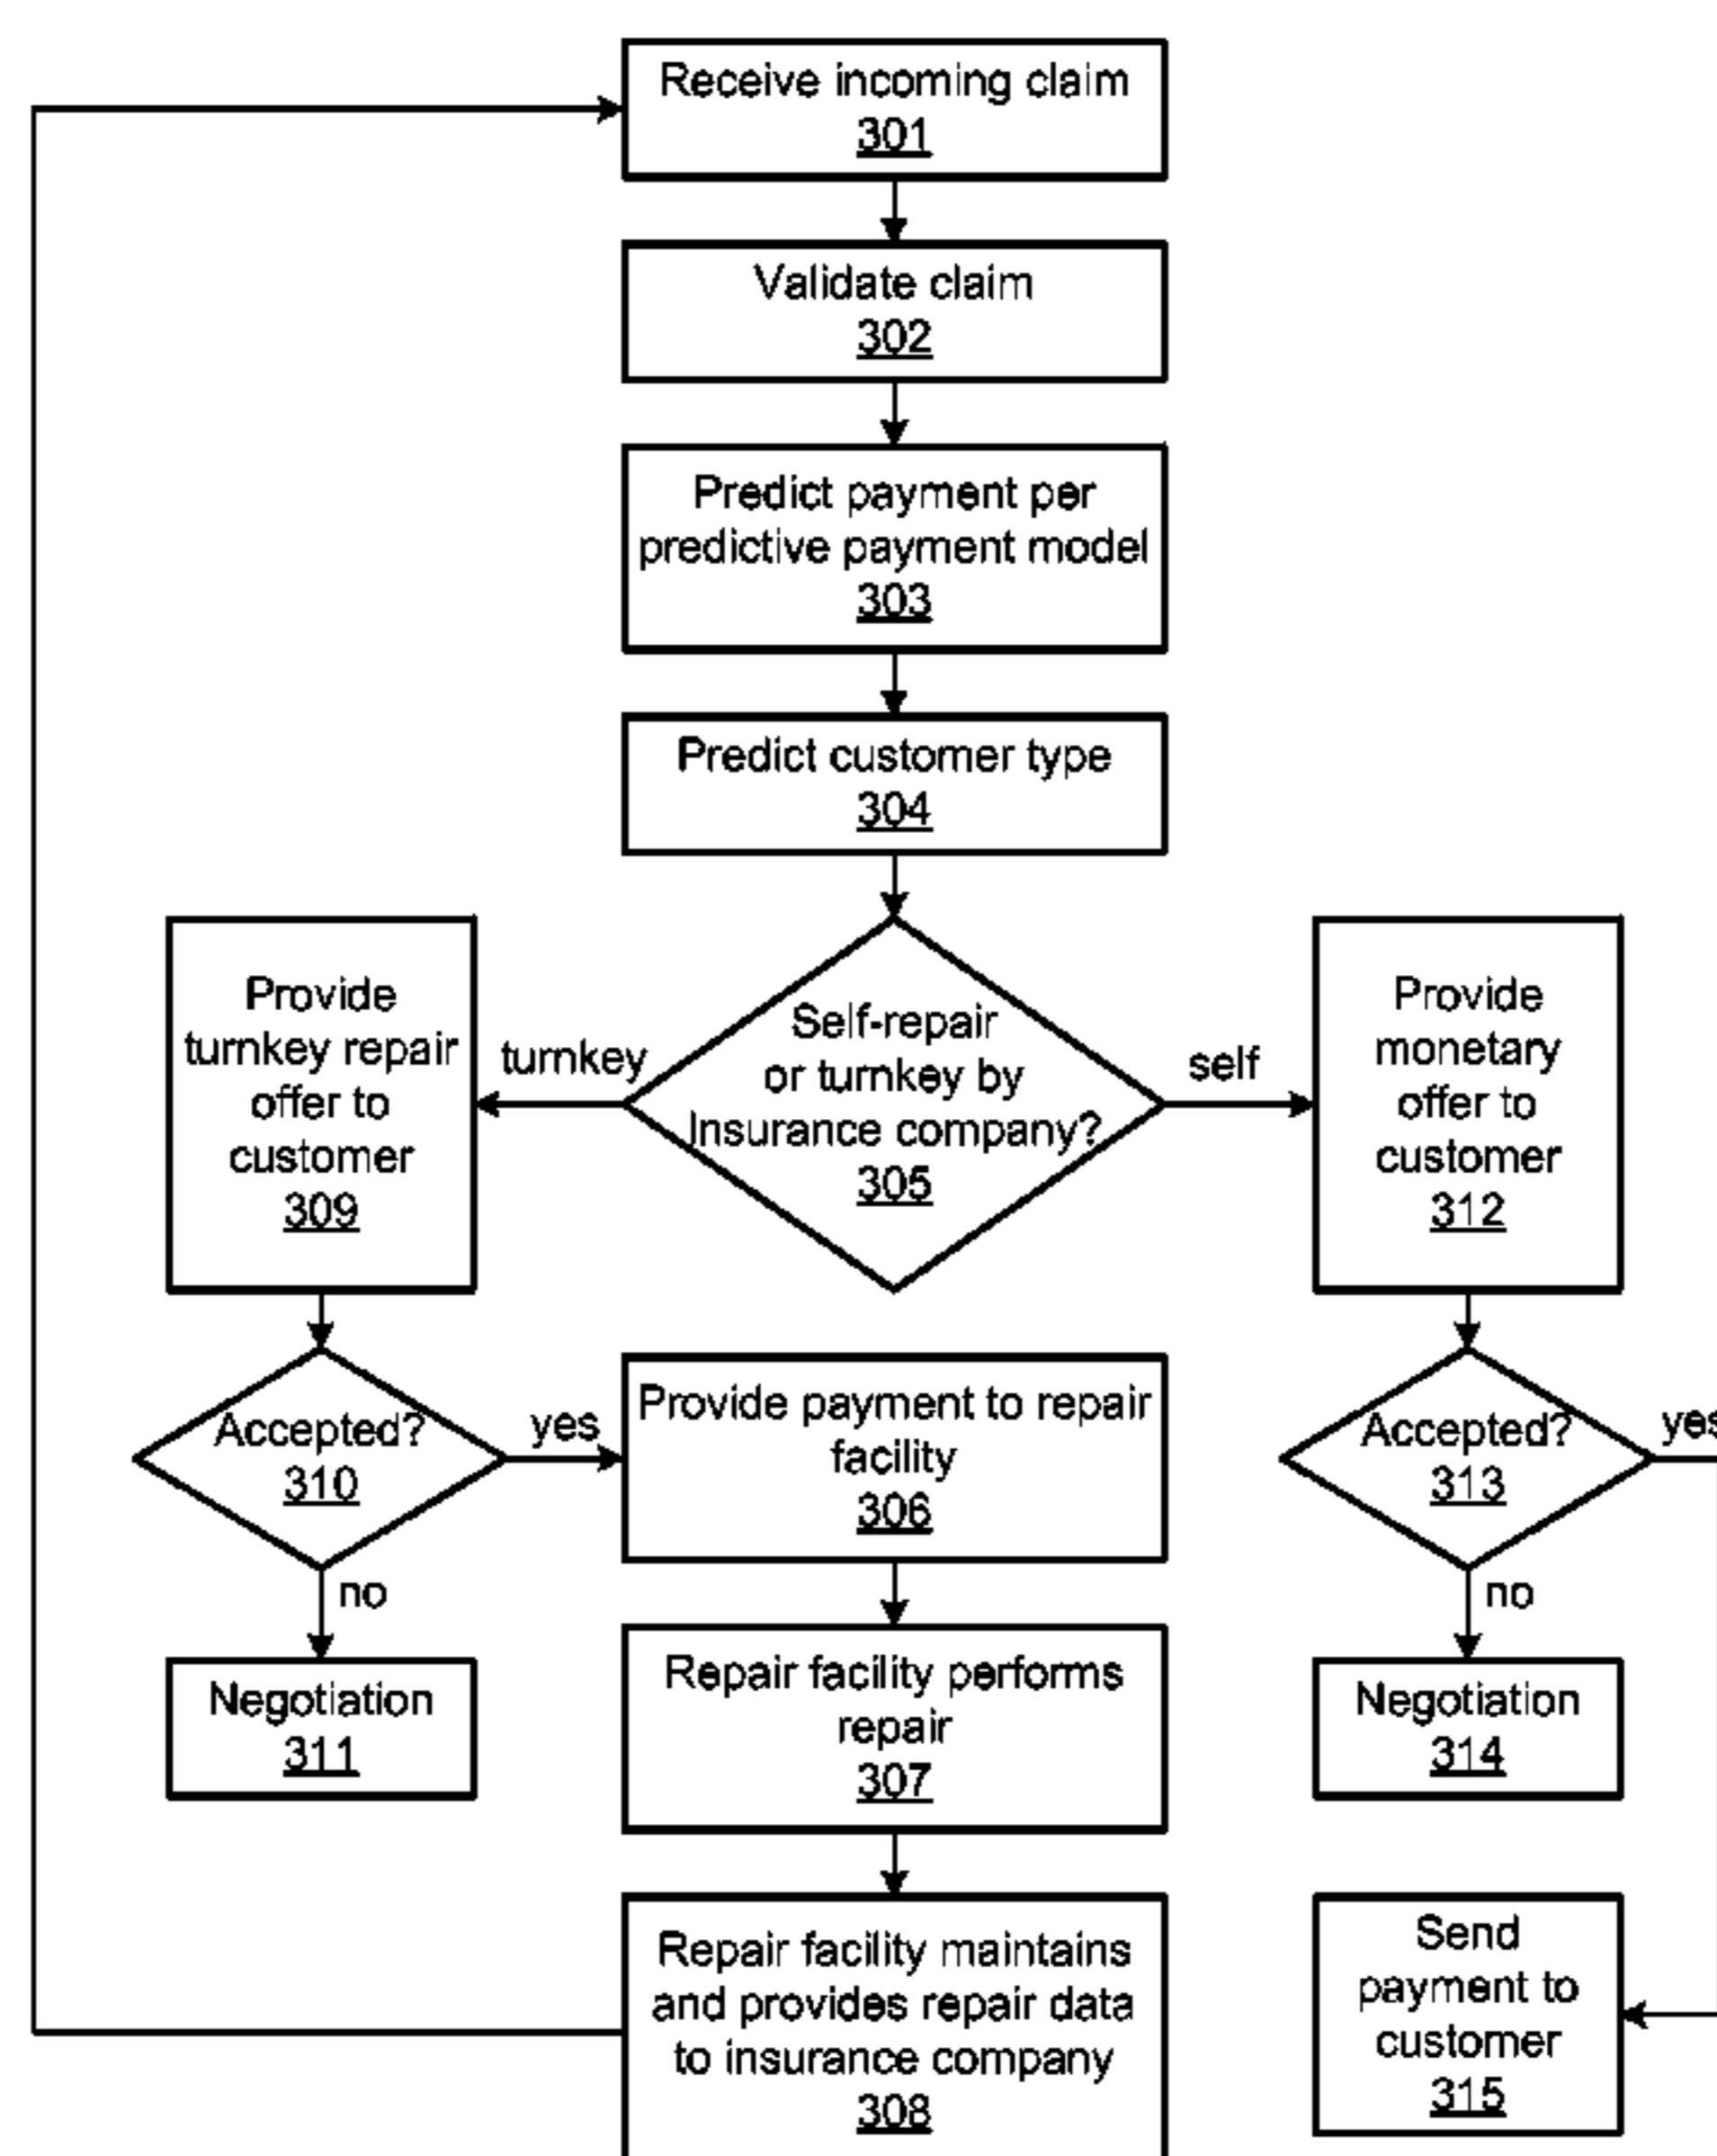 Receive incoming claim
301
Validate claim
302
Predict payment per
predictive payment model
303
Predict customer type
304
Provide
turnkey repair
offer to
customer
309
turnkey
Self-repair
or turnkey by
Insurance company?
305
self
Provide
monetary
offer to
customer
312
Accepted?
310
yes
no
Negotiation
311
Provide payment to repair
facility
306
Repair facility performs
repair
307
Repair facility maintains
and provides repair data
to insurance company
308
Accepted?
313
yes
no
Negotiation
314
Send
payment to
customer
315